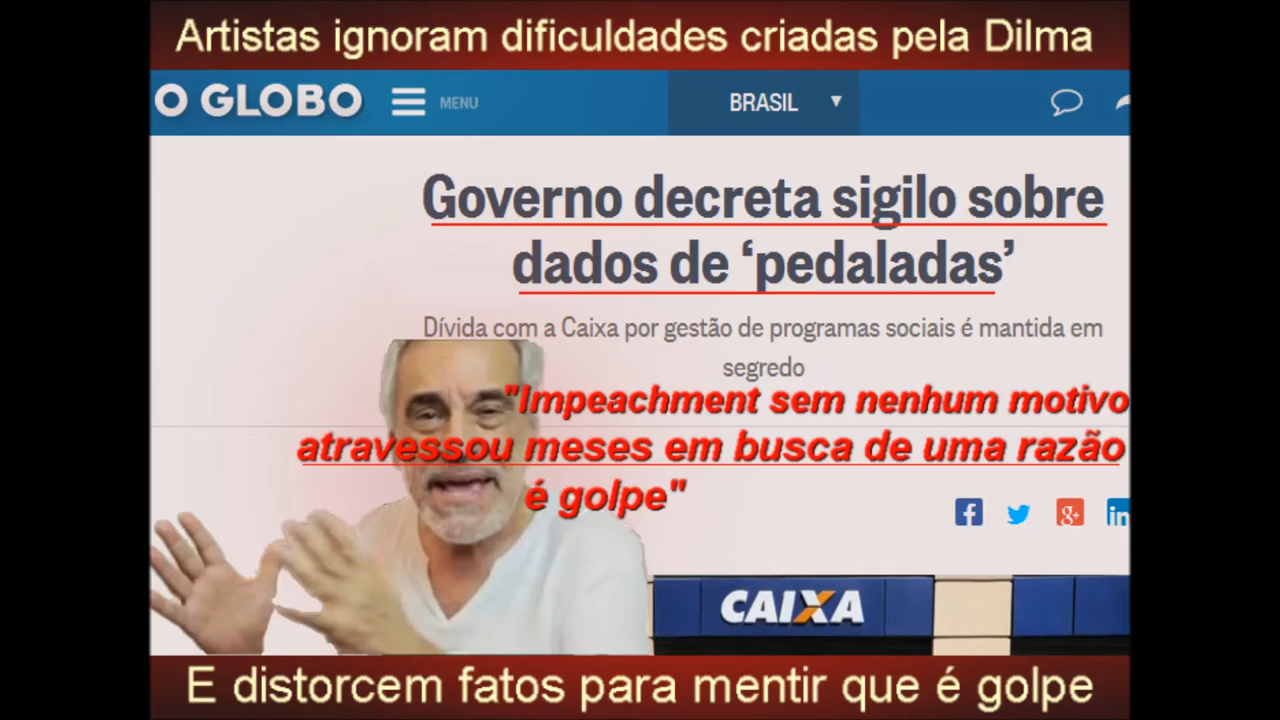 Artistas ignoram dificuldades criadas pela Dilma
O GLOBO MENU BRASIL
Governo decreta sigilo sobre
dados de ‘pedaladas’
Dívida com a Caixa por gestão de programas sociais é mantida em
segredo
"Impeachment sem nenhum motivo
atravessou meses em busca de uma razão
é golpe"
f g+ in
CAIXA
E distorcem fatos para mentir que é golpe